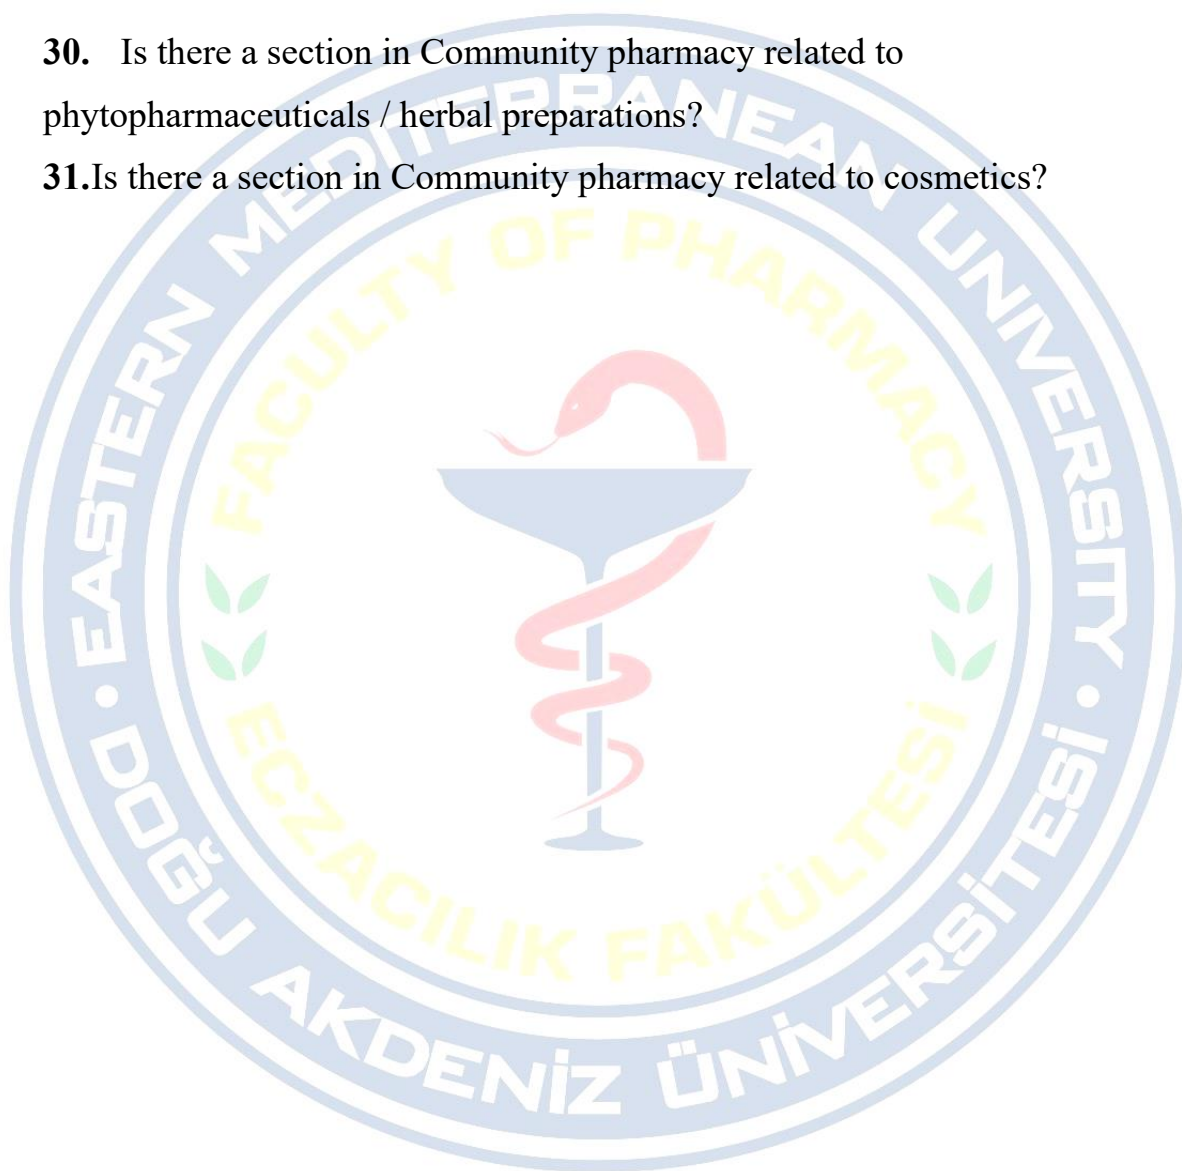 30. Is there a section in Community pharmacy related to
phytopharmaceuticals / herbal preparations?
31.Is there a section in Community pharmacy related to cosmetics?
EASTERN MEDITERRANEAN UNIVERSITY
FACULTY OF PHARMACY
ECZACILIK FAKÜLTESİ
DOĞU AKDENİZ ÜNİVERSİTESİ